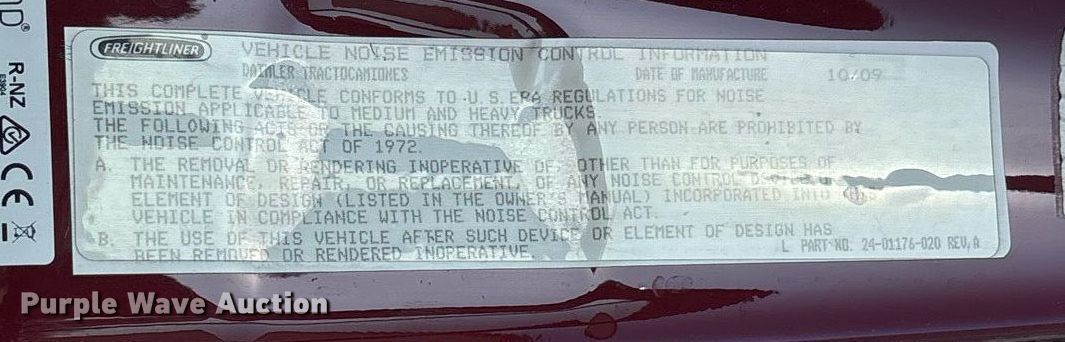 ND®
R-NZ
E3904
CE
FREIGHTLINER
VEHICLE NOISE EMISSION CONTROL INFORMATION
DAIMLER TRACTOCAMIONES DATE OF MANUFACTURE 10/09
THIS COMPLETE VEHICLE CONFORMS TO U.S.EPA REGULATIONS FOR NOISE
EMISSION APPLICABLE TO MEDIUM AND HEAVY TRUCKS.
THE FOLLOWING ACTS OR THE CAUSING THEREOF BY ANY PERSON ARE PROHIBITED BY
THE NOISE CONTROL ACT OF 1972.
A. THE REMOVAL OR RENDERING INOPERATIVE OF, OTHER THAN FOR PURPOSES OF
MAINTENANCE, REPAIR, OR REPLACEMENT, OF ANY NOISE CONTROL
ELEMENT OF DESIGN (LISTED IN THE OWNER'S MANUAL) INCORPORATED INTO
VEHICLE IN COMPLIANCE WITH THE NOISE CONTROL ACT.
B. THE USE OF THIS VEHICLE AFTER SUCH DEVICE OR ELEMENT OF DESIGN HAS
BEEN REMOVED OR RENDERED INOPERATIVE.
L PART-NO. 24-01176-020 REV,A
Purple Wave Auction